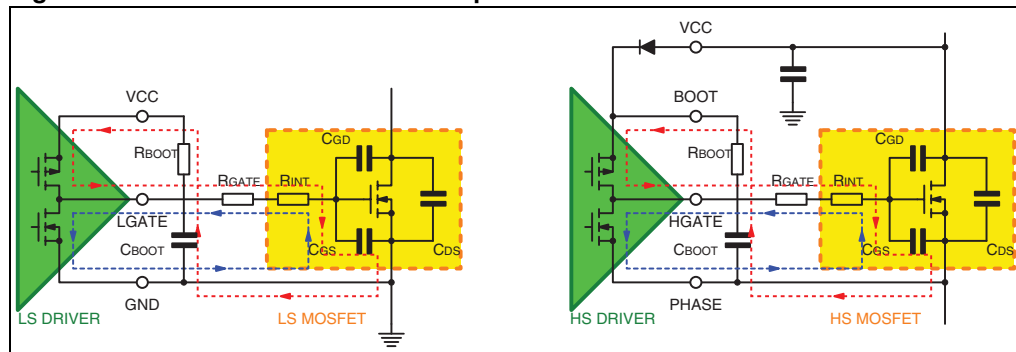 VCC
RBOOT
CGD
RGATE
RINT
LGATE
CBOOT
CGS
CDS
GND
LS DRIVER
LS MOSFET
VCC
BOOT
RBOOT
CGD
RGATE
RINT
HGATE
CBOOT
CGS
CDS
PHASE
HS DRIVER
HS MOSFET